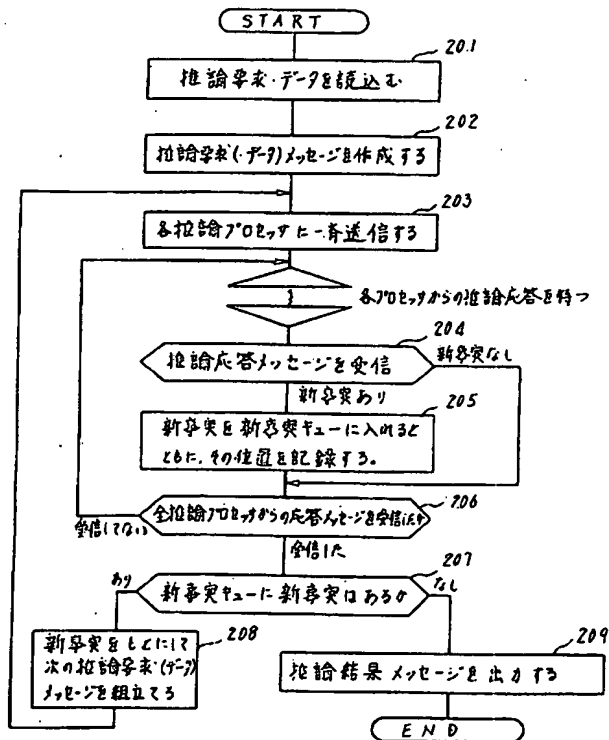 START
201
推論要求・データを読込む
202
推論要求(・データ)メッセージを作成する
203
各推論プロセッサに一斉送信する
各プロセッサからの推論応答を待つ
204
推論応答メッセージを受信
新事実なし
新事実あり
205
新事実を新事実キューに入れると
ともに、その位置を記録する。
206
全推論プロセッサからの応答メッセージを受信したか
受信してない
受信した
207
あり
新事実キューに新事実はあるか
なし
208
新事実をもとにして
次の推論要求(データ)
メッセージを組立てる
209
推論結果メッセージを出力する
END